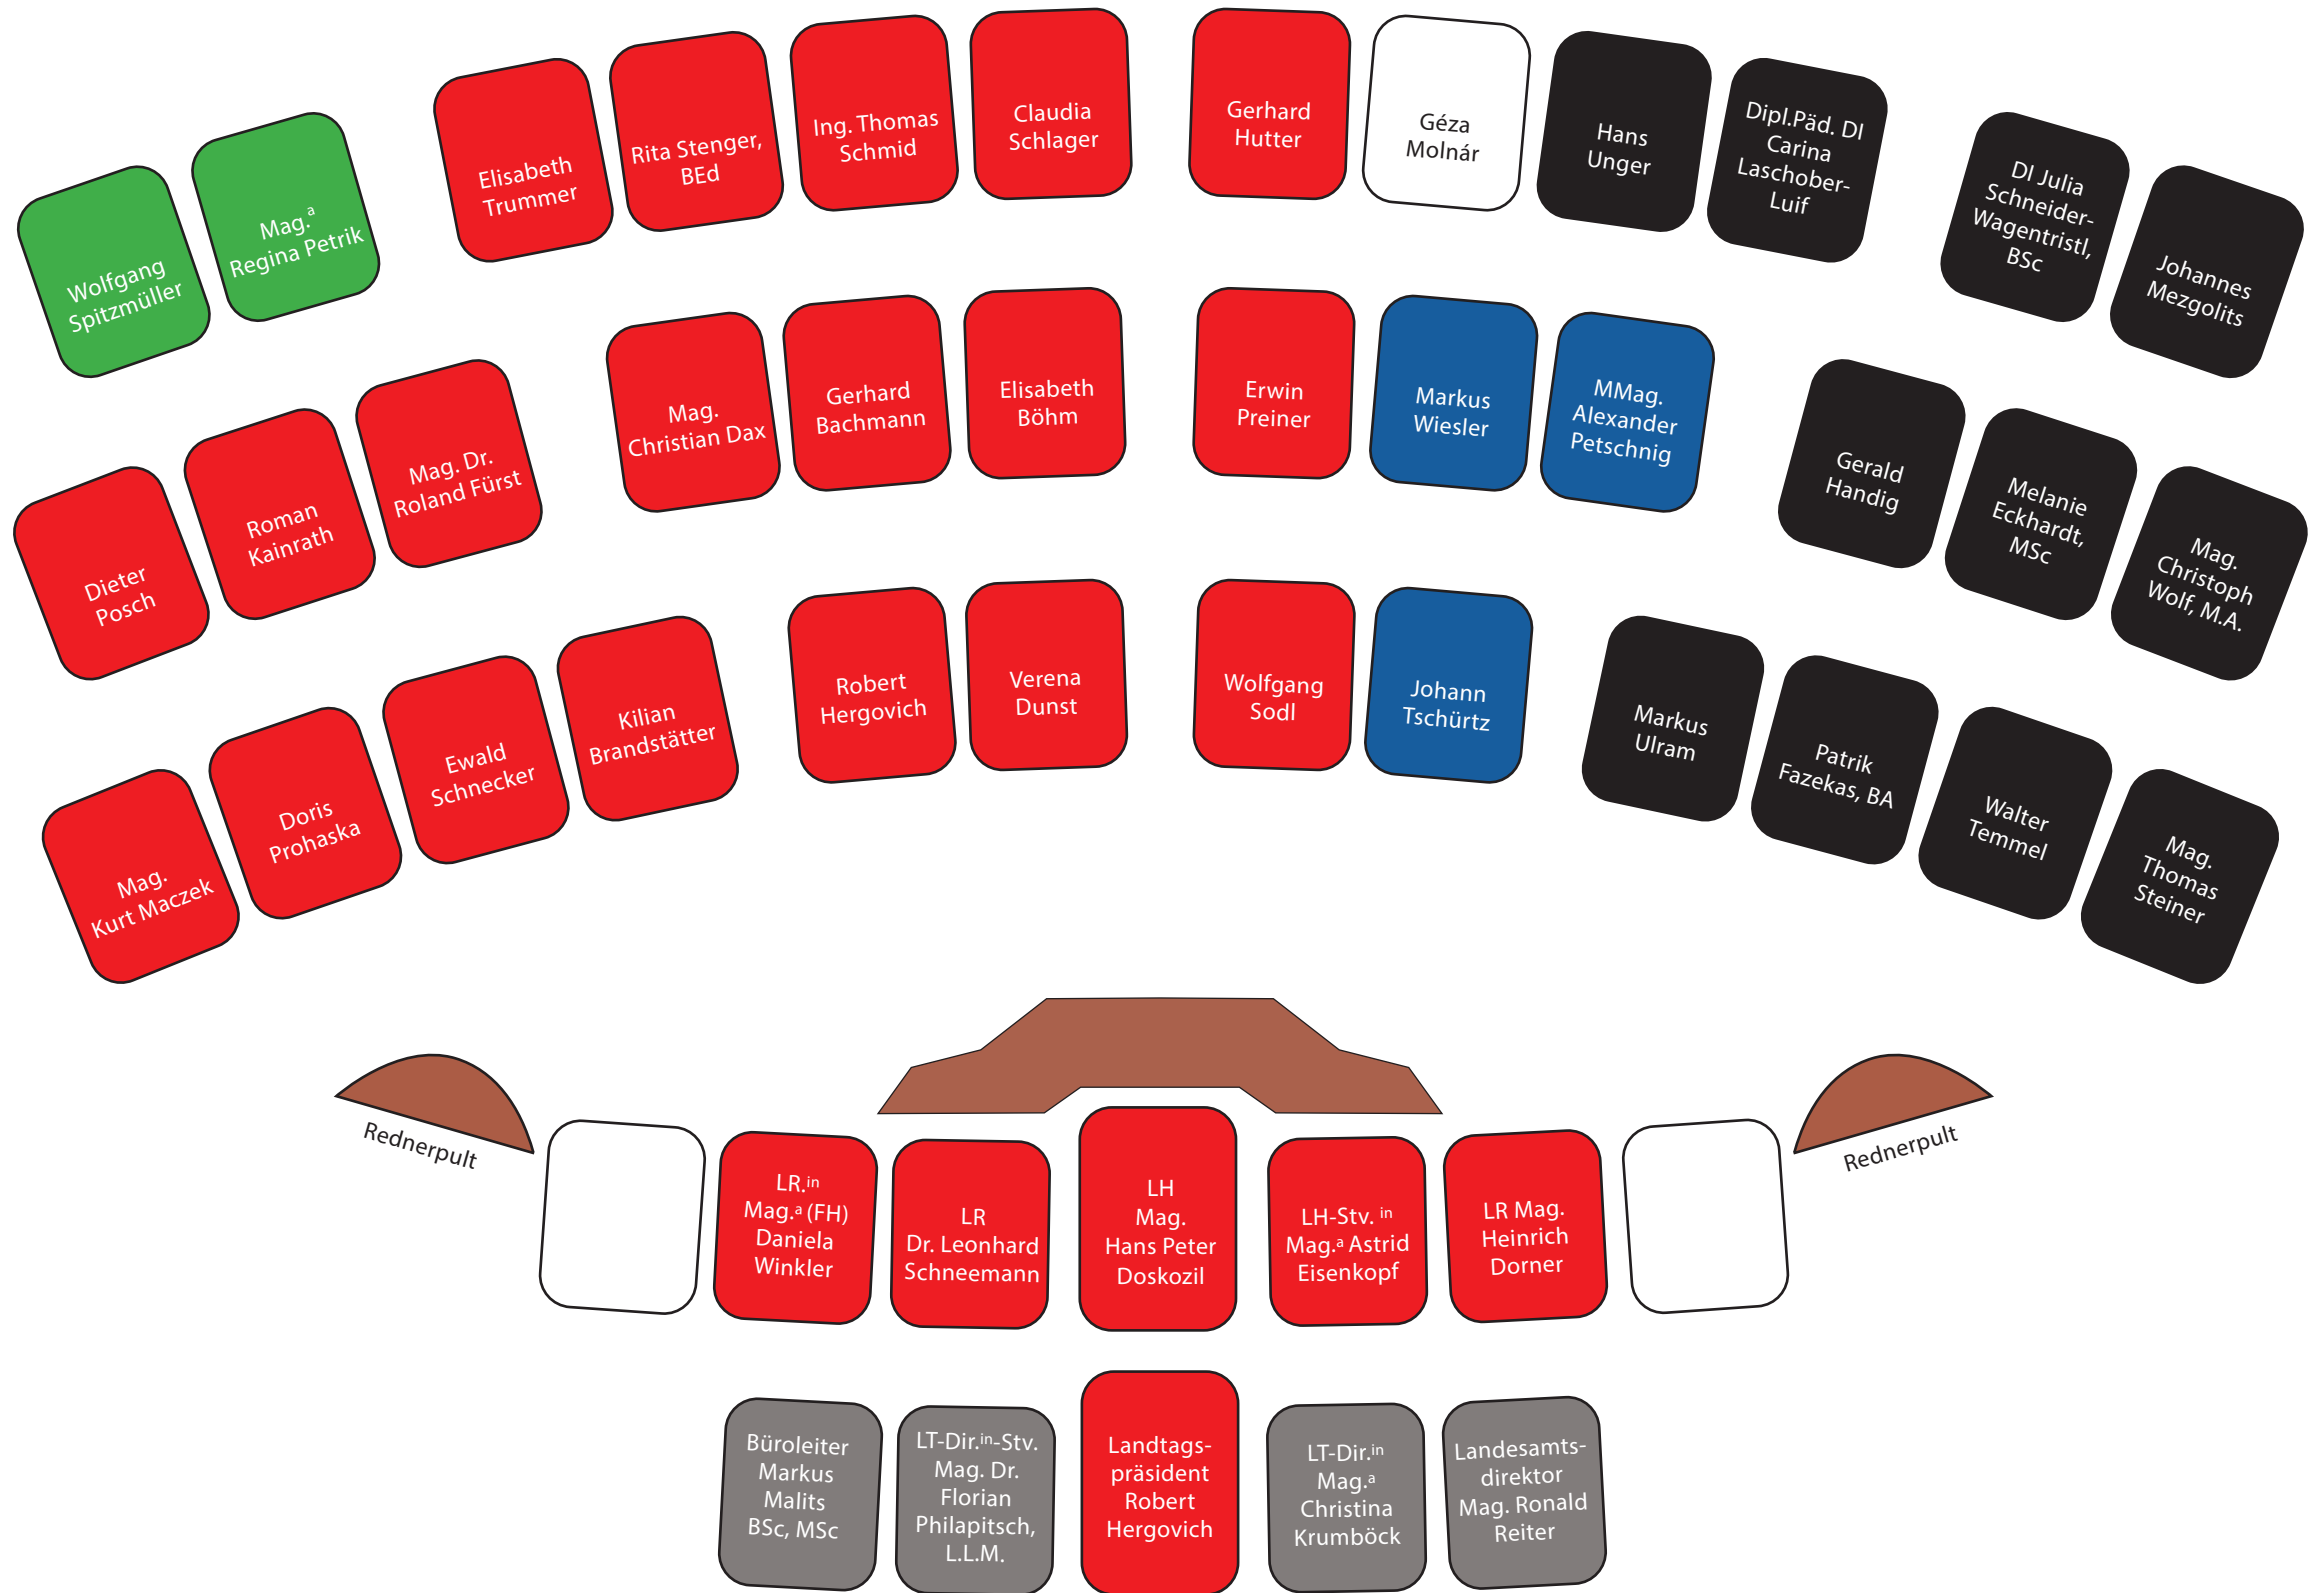 Wolfgang
Spitzmüller
Mag.ª
Regina Petrik
Elisabeth
Trummer
Rita Stenger,
BEd
Ing. Thomas
Schmid
Claudia
Schlager
Gerhard
Hutter
Géza
Molnár
Hans
Unger
Dipl.Päd. DI
Carina
Laschober-
Luif
DI Julia
Schneider-
Wagentristl,
BSc
Johannes
Mezgolits
Dieter
Posch
Roman
Kainrath
Mag. Dr.
Roland Fürst
Mag.
Christian Dax
Gerhard
Bachmann
Elisabeth
Böhm
Erwin
Preiner
Markus
Wiesler
MMag.
Alexander
Petschnig
Gerald
Handig
Melanie
Eckhardt,
MSc
Mag.
Christoph
Wolf, M.A.
Mag.
Kurt Maczek
Doris
Prohaska
Ewald
Schnecker
Kilian
Brandstätter
Robert
Hergovich
Verena
Dunst
Wolfgang
Sodl
Johann
Tschürtz
Markus
Ulram
Patrik
Fazekas, BA
Walter
Temmel
Mag.
Thomas
Steiner
Rednerpult
Rednerpult
LR.ⁱⁿ
Mag.ª (FH)
Daniela
Winkler
LR
Dr. Leonhard
Schneemann
LH
Mag.
Hans Peter
Doskozil
LH-Stv. ⁱⁿ
Mag.ª Astrid
Eisenkopf
LR Mag.
Heinrich
Dorner
Büroleiter
Markus
Malits
BSc, MSc
LT-Dir.ⁱⁿ-Stv.
Mag. Dr.
Florian
Philapitsch,
L.L.M.
Landtags-
präsident
Robert
Hergovich
LT-Dir.ⁱⁿ
Mag.ª
Christina
Krumböck
Landesamts-
direktor
Mag. Ronald
Reiter